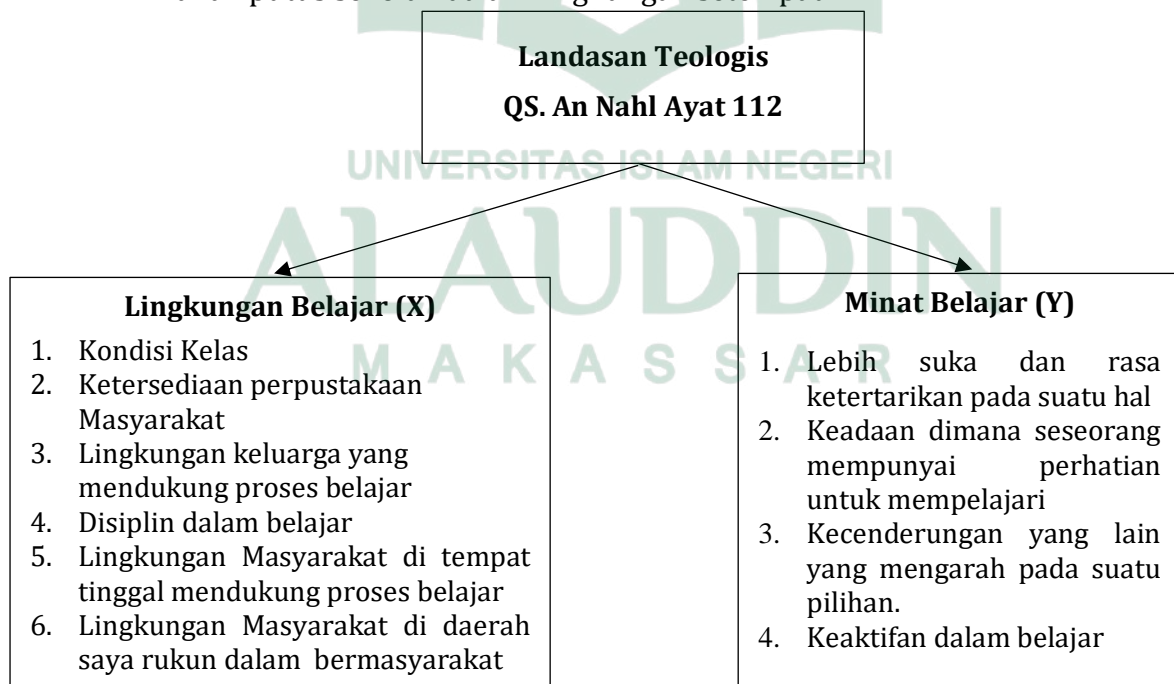 Landasan Teologis
QS. An Nahl Ayat 112
UNIVERSITAS ISLAM NEGERI
ALAUDDIN
MAKASSAR
Lingkungan Belajar (X)
1. Kondisi Kelas
2. Ketersediaan perpustakaan
Masyarakat
3. Lingkungan keluarga yang
mendukung proses belajar
4. Disiplin dalam belajar
5. Lingkungan Masyarakat di tempat
tinggal mendukung proses belajar
6. Lingkungan Masyarakat di daerah
saya rukun dalam bermasyarakat
Minat Belajar (Y)
1. Lebih suka dan rasa
ketertarikan pada suatu hal
2. Keadaan dimana seseorang
mempunyai perhatian
untuk mempelajari
3. Kecenderungan yang lain
yang mengarah pada suatu
pilihan.
4. Keaktifan dalam belajar